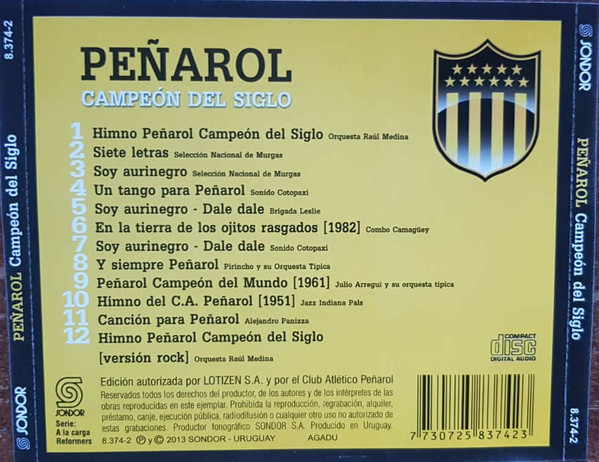 PEÑAROL
CAMPEÓN DEL SIGLO
1 Himno Peñarol Campeón del Siglo Orquesta Raúl Medina
2 Siete letras Selección Nacional de Murgas
3 Soy aurinegro Selección Nacional de Murgas
4 Un tango para Peñarol Sonido Cotopaxi
5 Soy aurinegro - Dale dale Brigada Leslie
6 En la tierra de los ojitos rasgados [1982] Combo Camagüey
7 Soy aurinegro - Dale dale Sonido Cotopaxi
8 Y siempre Peñarol Pirincho y su Orquesta Típica
9 Peñarol Campeón del Mundo [1961] Julio Arregui y su orquesta típica
10 Himno del C.A. Peñarol [1951] Jazz Indiana Pals
11 Canción para Peñarol Alejandro Panizza
12 Himno Peñarol Campeón del Siglo
[versión rock] Orquesta Raúl Medina
COMPACT
disc
DIGITAL AUDIO
SONDOR
Serie:
A la carga
Reformers
Edición autorizada por LOTIZEN S.A. y por el Club Atlético Peñarol
Reservados todos los derechos del productor, de los autores y de los intérpretes de las
obras reproducidas en este ejemplar. Prohibida la reproducción, regrabación, alquiler,
préstamo, canje, ejecución pública, radiodifusión o cualquier otro uso no autorizado de
estas grabaciones. Productor fonográfico SONDOR S.A. Producido en Uruguay.
8.374-2 Ⓟ y © 2013 SONDOR - URUGUAY AGADU
7 730725 837423
8.374-2
PEÑAROL Campeón del Siglo
SONDOR
SONDOR
PEÑAROL Campeón del Siglo
8.374-2